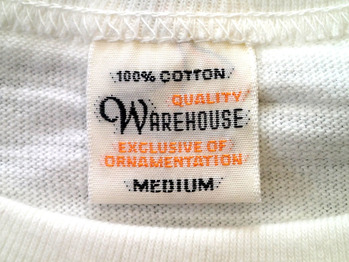 100% COTTON
QUALITY
WAREHOUSE
EXCLUSIVE OF
ORNAMENTATION
MEDIUM